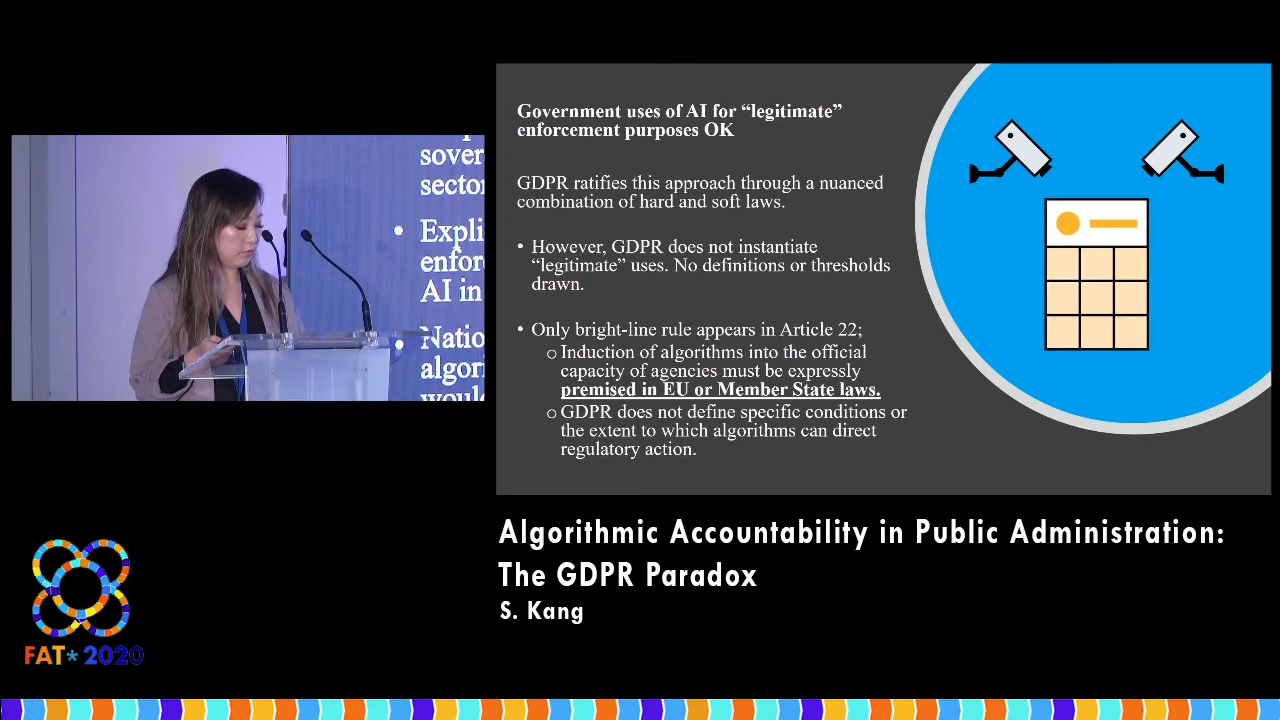 sover
sector
• Expli
enforc
AI in
• Natio
algor
would
Government uses of AI for “legitimate”
enforcement purposes OK
GDPR ratifies this approach through a nuanced
combination of hard and soft laws.
• However, GDPR does not instantiate
“legitimate” uses. No definitions or thresholds
drawn.
• Only bright-line rule appears in Article 22;
o Induction of algorithms into the official
capacity of agencies must be expressly
premised in EU or Member State laws.
o GDPR does not define specific conditions or
the extent to which algorithms can direct
regulatory action.
Algorithmic Accountability in Public Administration:
The GDPR Paradox
S. Kang
FAT* 2020